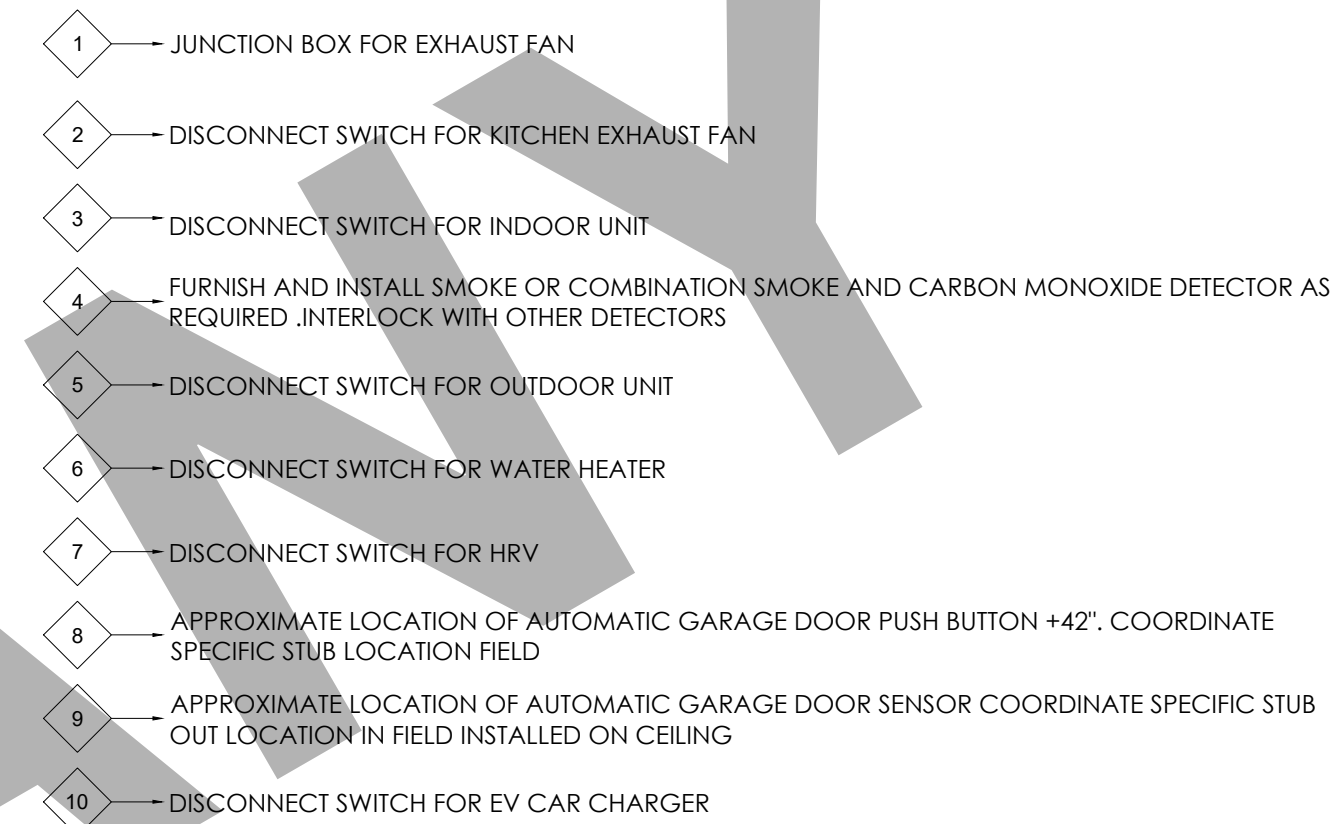 1 JUNCTION BOX FOR EXHAUST FAN
2 DISCONNECT SWITCH FOR KITCHEN EXHAUST FAN
3 DISCONNECT SWITCH FOR INDOOR UNIT
4 FURNISH AND INSTALL SMOKE OR COMBINATION SMOKE AND CARBON MONOXIDE DETECTOR AS
REQUIRED .INTERLOCK WITH OTHER DETECTORS
5 DISCONNECT SWITCH FOR OUTDOOR UNIT
6 DISCONNECT SWITCH FOR WATER HEATER
7 DISCONNECT SWITCH FOR HRV
8 APPROXIMATE LOCATION OF AUTOMATIC GARAGE DOOR PUSH BUTTON +42". COORDINATE
SPECIFIC STUB LOCATION FIELD
9 APPROXIMATE LOCATION OF AUTOMATIC GARAGE DOOR SENSOR COORDINATE SPECIFIC STUB
OUT LOCATION IN FIELD INSTALLED ON CEILING
10 DISCONNECT SWITCH FOR EV CAR CHARGER